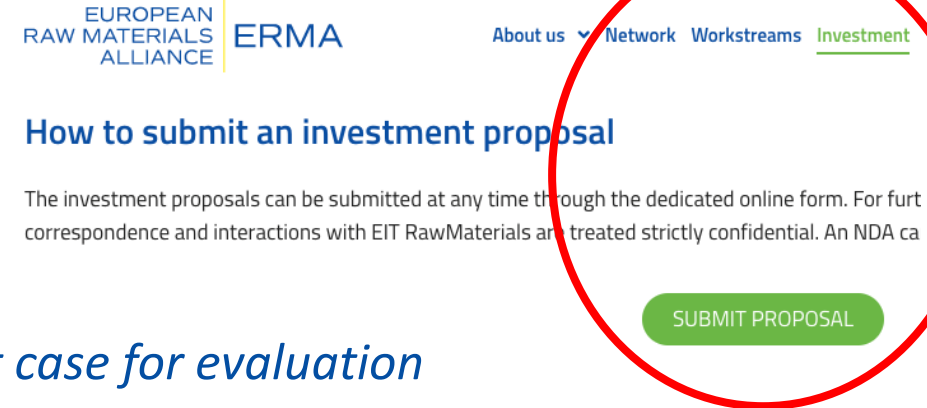 EUROPEAN
RAW MATERIALS
ALLIANCE
ERMA
About us Network Workstreams Investment
How to submit an investment proposal
The investment proposals can be submitted at any time through the dedicated online form. For furt
correspondence and interactions with EIT RawMaterials are treated strictly confidential. An NDA ca
SUBMIT PROPOSAL
case for evaluation